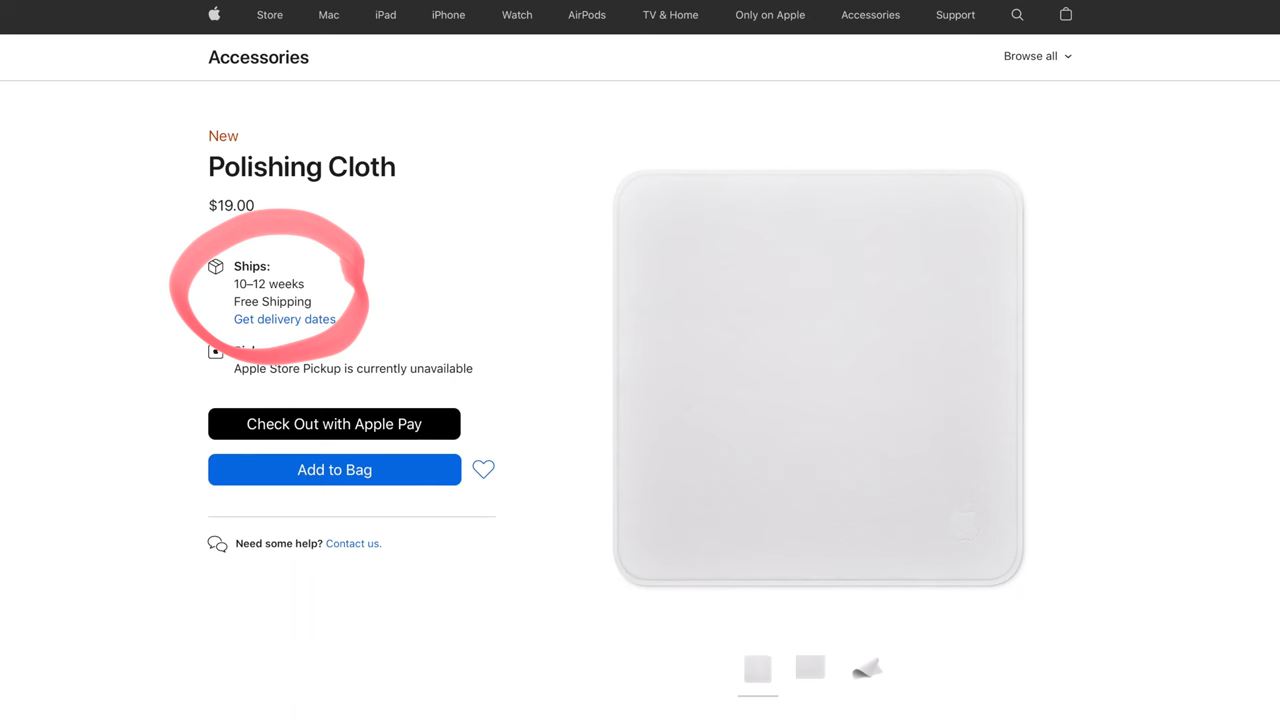 Store Mac iPad iPhone Watch AirPods TV & Home Only on Apple Accessories Support
Accessories
Browse all
New
Polishing Cloth
$19.00
Ships:
10–12 weeks
Free Shipping
Get delivery dates
Apple Store Pickup is currently unavailable
Check Out with Apple Pay
Add to Bag
Need some help? Contact us.